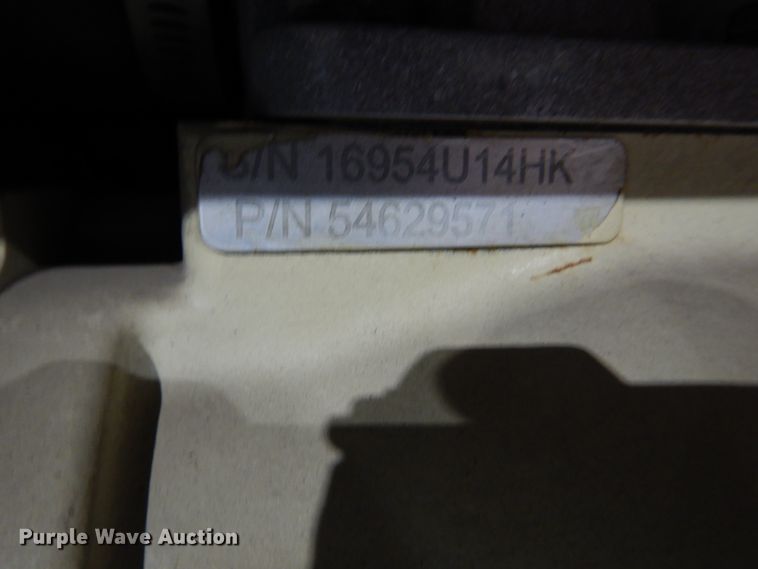 S/N 16954U14HK
P/N 54629571
Purple Wave Auction